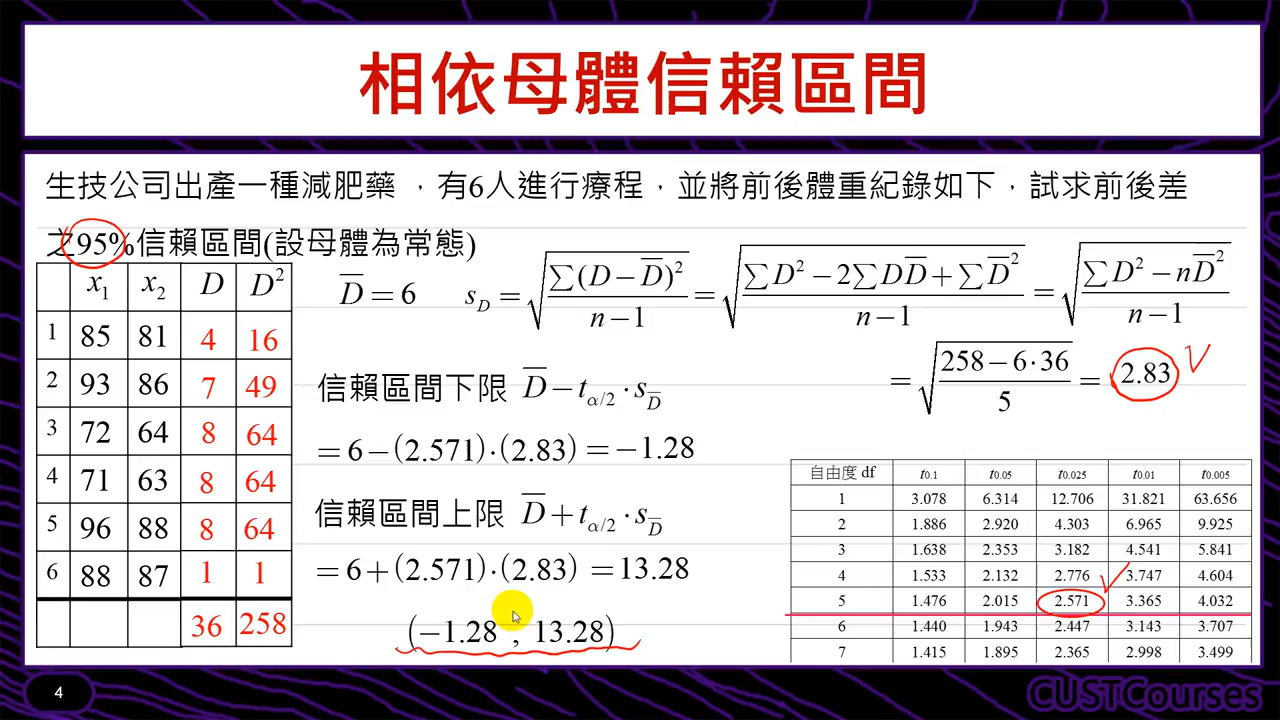 相依母體信賴區間
生技公司出產一種減肥藥 ，有6人進行療程，並將前後體重紀錄如下，試求前後差
之95%信賴區間(設母體為常態)
x₁ x₂ D D²
1 85 81 4 16
2 93 86 7 49
3 72 64 8 64
4 71 63 8 64
5 96 88 8 64
6 88 87 1 1
36 258
D̅ = 6 s_D = √(∑(D − D̅)² / (n − 1)) = √((∑D² − 2∑DD̅ + ∑D̅²) / (n − 1)) = √((∑D² − nD̅²) / (n − 1))
= √((258 − 6·36) / 5) = 2.83
信賴區間下限 D̅ − t_α/2 · s_D̅
= 6 − (2.571)·(2.83) = −1.28
信賴區間上限 D̅ + t_α/2 · s_D̅
= 6 + (2.571)·(2.83) = 13.28
(−1.28 , 13.28)
自由度 df t0.1 t0.05 t0.025 t0.01 t0.005
1 3.078 6.314 12.706 31.821 63.656
2 1.886 2.920 4.303 6.965 9.925
3 1.638 2.353 3.182 4.541 5.841
4 1.533 2.132 2.776 3.747 4.604
5 1.476 2.015 2.571 3.365 4.032
6 1.440 1.943 2.447 3.143 3.707
7 1.415 1.895 2.365 2.998 3.499
4
CUSTCourses